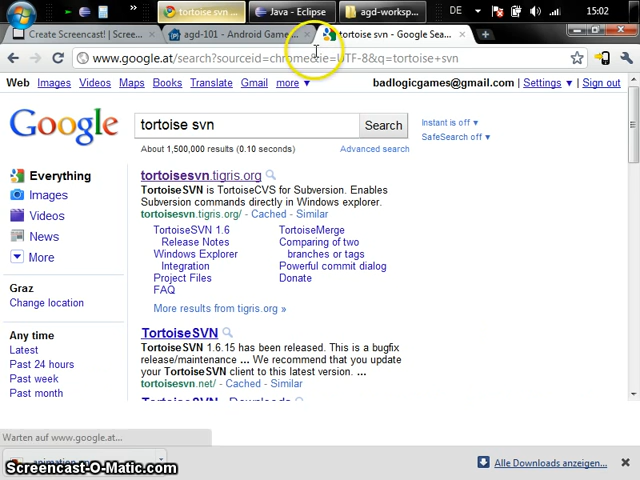 tortoise svn ...
Java - Eclipse
agd-worksp...
DE
15:02
Create Screencast! | Screenc...
agd-101 - Android Game...
tortoise svn - Google Sea...
www.google.at/search?sourceid=chrome&ie=UTF-8&q=tortoise+svn
Web Images Videos Translate Gmail more ▾
badlogicgames@gmail.com | Settings ▾ | Sign out
Google
tortoise svn
Search
Instant is off ▾
SafeSearch off ▾
About 1,500,000 results (0.10 seconds)
Advanced search
Everything
Images
Videos
News
More
Graz
Change location
Any time
Latest
Past 24 hours
Past week
Past month
tortoisesvn.tigris.org
TortoiseSVN is TortoiseCVS for Subversion. Enables
Subversion commands directly in Windows explorer.
tortoisesvn.tigris.org/ - Cached - Similar
TortoiseSVN 1.6
Release Notes
Windows Explorer
Integration
Project Files
FAQ
TortoiseMerge
Comparing of two
branches or tags
Powerful commit dialog
Donate
More results from tigris.org »
TortoiseSVN
TortoiseSVN 1.6.15 has been released. This is a bugfix
release/maintenance ... We recommend that you update
your TortoiseSVN client to this latest version. ...
tortoisesvn.net/ - Cached - Similar
TortoiseSVN - Downloads
Warten auf www.google.at...
Alle Downloads anzeigen...
Screencast-O-Matic.com